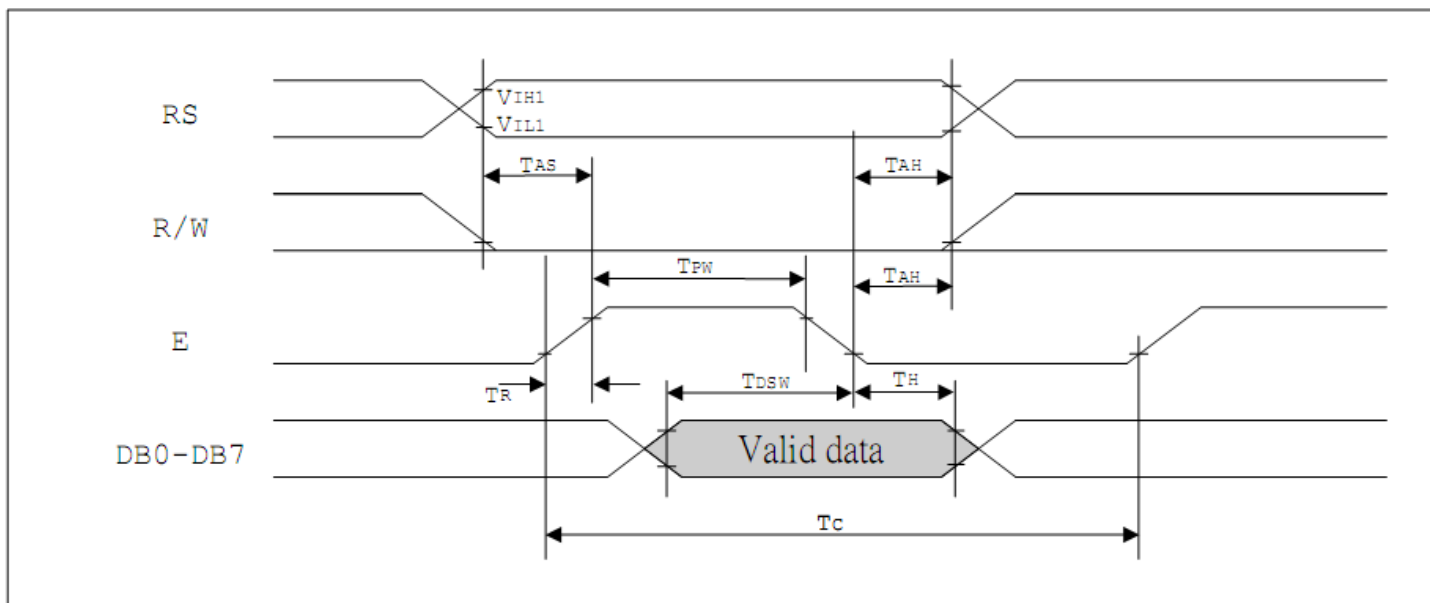 RS
VIH1
VIL1
TAS
TAH
R/W
TPW
TAH
E
TR
TDSW
TH
DB0-DB7
Valid data
TC